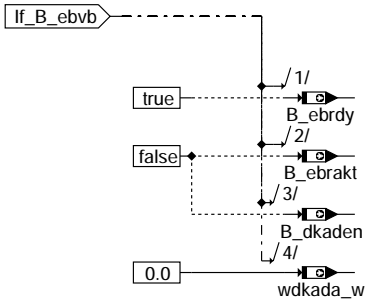 If_B_ebvb
1/
true
B_ebrdy
2/
false
B_ebrakt
3/
B_dkaden
4/
0.0
wdkada_w